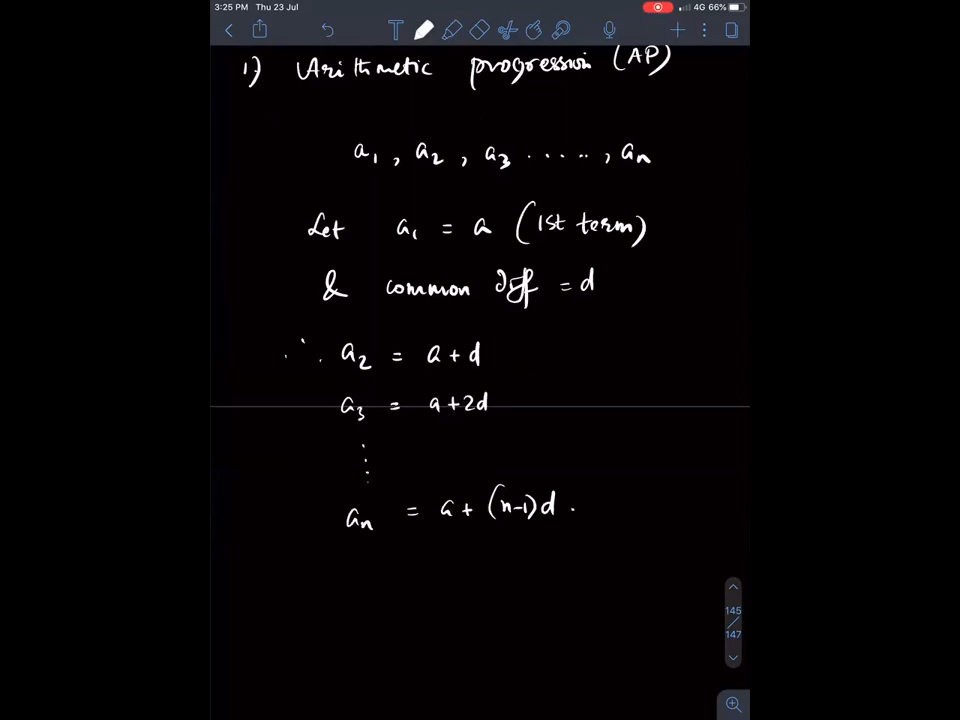 3:25 PM Thu 23 Jul 4G 66%
T
1) Arithmetic progression (AP)
a₁, a₂, a₃ ......, aₙ
Let a₁ = a (1st term)
& common diff = d
∴ a₂ = a + d
a₃ = a + 2d
⋮
aₙ = a + (n-1)d.
145
/
147